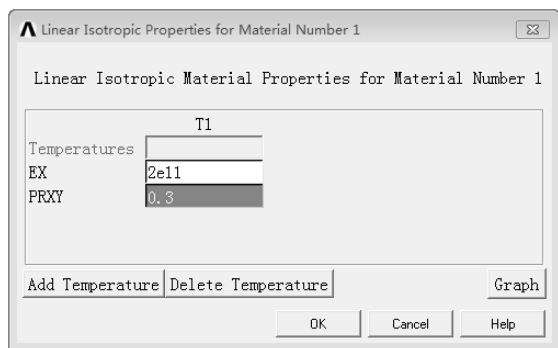 Linear Isotropic Properties for Material Number 1
Linear Isotropic Material Properties for Material Number 1
T1
Temperatures
EX 2e11
PRXY 0.3
Add Temperature Delete Temperature Graph
OK Cancel Help